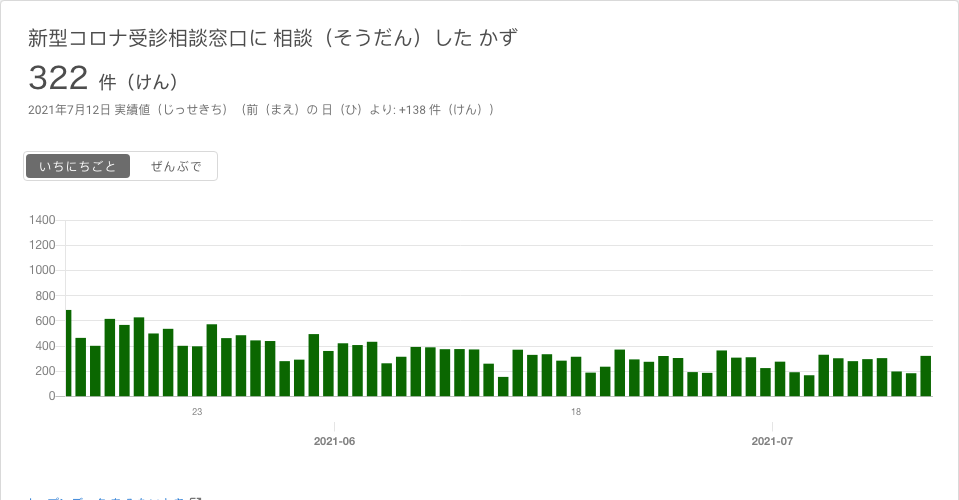 新型コロナ受診相談窓口に 相談（そうだん）した かず
322 件（けん）
2021年7月12日 実績値（じっせきち）（前（まえ）の 日（ひ）より: +138 件（けん））
いちにちごと ぜんぶで
1400
1200
1000
800
600
400
200
0
23 18
2021-06 2021-07